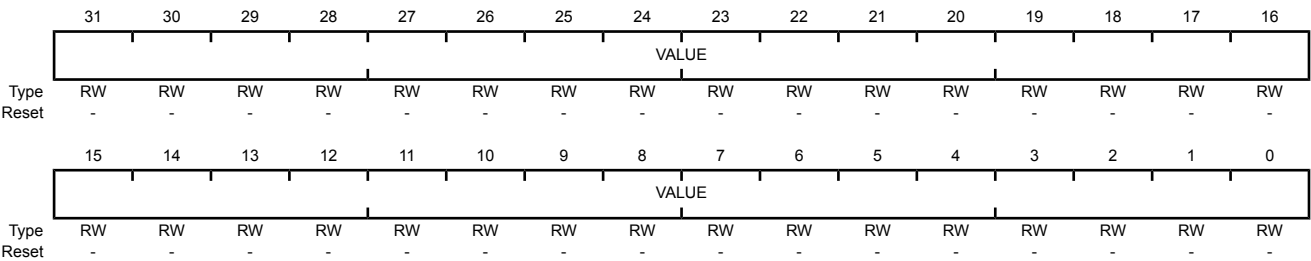 31 30 29 28 27 26 25 24 23 22 21 20 19 18 17 16
VALUE
Type RW RW RW RW RW RW RW RW RW RW RW RW RW RW RW RW
Reset - - - - - - - - - - - - - - - -
15 14 13 12 11 10 9 8 7 6 5 4 3 2 1 0
VALUE
Type RW RW RW RW RW RW RW RW RW RW RW RW RW RW RW RW
Reset - - - - - - - - - - - - - - - -